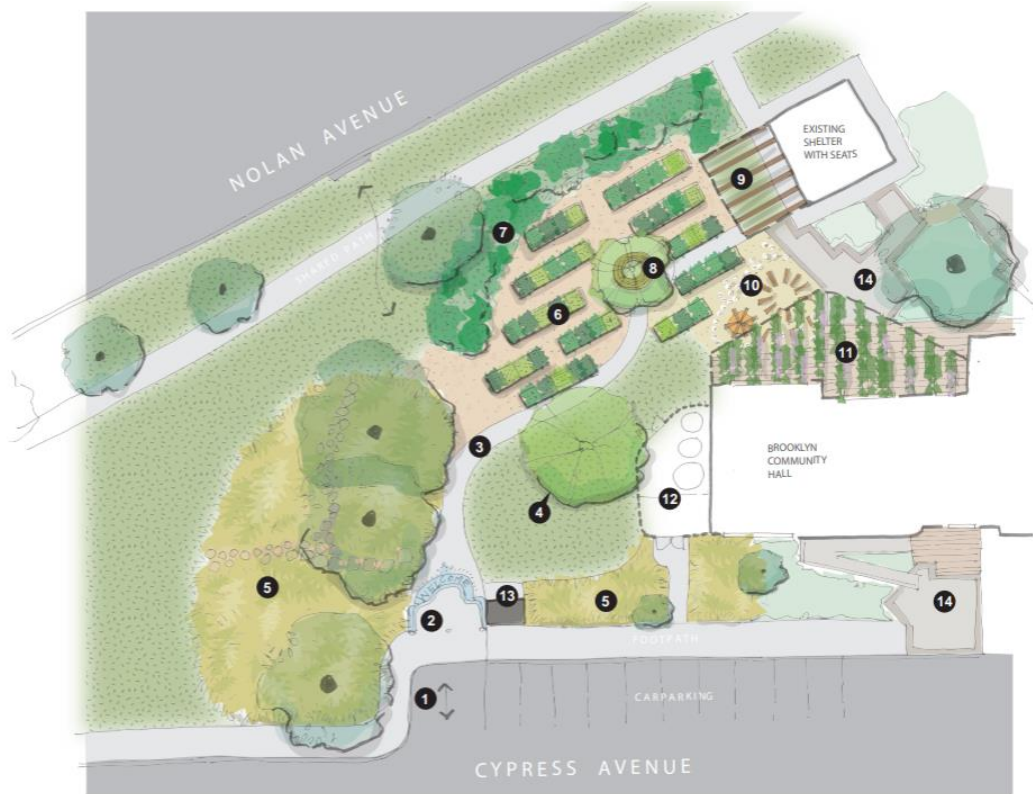 NOLAN AVENUE
SHARED PATH
EXISTING
SHELTER
WITH SEATS
9
7
8
14
10
6
11
3
BROOKLYN
COMMUNITY
HALL
4
12
5
WELCOME
2
13
5
14
FOOTPATH
1
CARPARKING
CYPRESS AVENUE